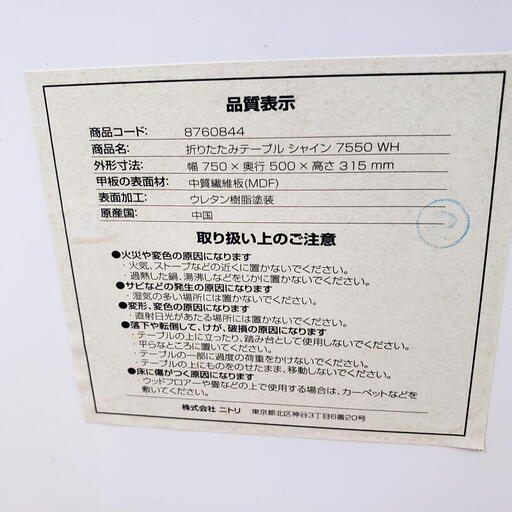 品質表示
商品コード: 8760844
商品名: 折りたたみテーブル シャイン 7550 WH
外形寸法: 幅 750 × 奥行 500 × 高さ 315 mm
甲板の表面材: 中質繊維板(MDF)
表面加工: ウレタン樹脂塗装
原産国: 中国
取り扱い上のご注意
●火災や変色の原因になります
・火気、ストーブなどの近くに置かないでください。
・過熱した鍋、湯沸しなどをじかに置かないでください。
●サビなどの発生の原因になります
・湿気の多い場所には置かないでください。
●変形、変色の原因になります
・直射日光があたる場所には置かないでください。
●落下や転倒して、けが、破損の原因になります
・テーブルの上に立ったり、踏み台として使用しないでください。
・平らなところに置いてください。
・テーブルの一部に過度の荷重をかけないでください。
・テーブルの上にものをのせたまま、移動しないでください。
●床に傷がつく原因になります
・ウッドフロアーや畳などの上で使用する場合は、カーペットなどを
敷いてください。
株式会社 ニトリ 東京都北区神谷3丁目6番20号